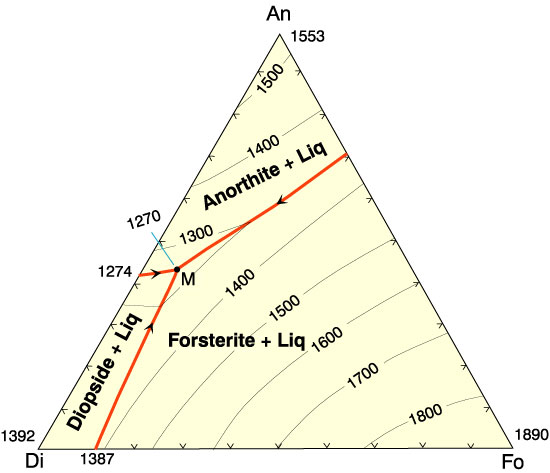 An
1553
1500
1400
Anorthite + Liq
1270
1300
1274
M
1400
1500
Diopside + Liq
Forsterite + Liq
1600
1700
1800
1392
1890
Di
1387
Fo